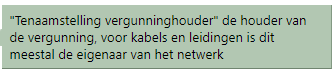 "Tenaamstelling vergunninghouder" de houder van
de vergunning, voor kabels en leidingen is dit
meestal de eigenaar van het netwerk